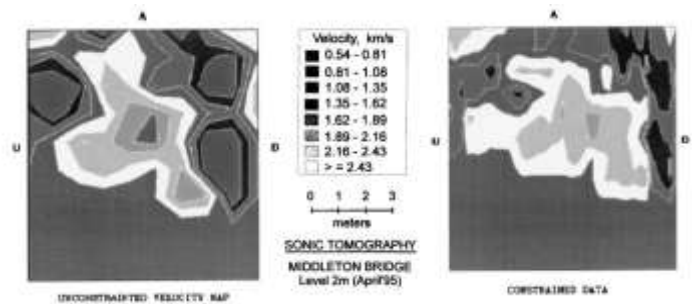 A
A
Velocity, km/s
0.54 - 0.81
0.81 - 1.08
1.08 - 1.35
1.35 - 1.62
1.62 - 1.89
1.89 - 2.16
2.16 - 2.43
> = 2.43
B
0 1 2 3
meters
SONIC TOMOGRAPHY
MIDDLETON BRIDGE
Level 2m (April'95)
UNCONSTRAINTED VELOCITY MAP
CONSTRAINED DATA